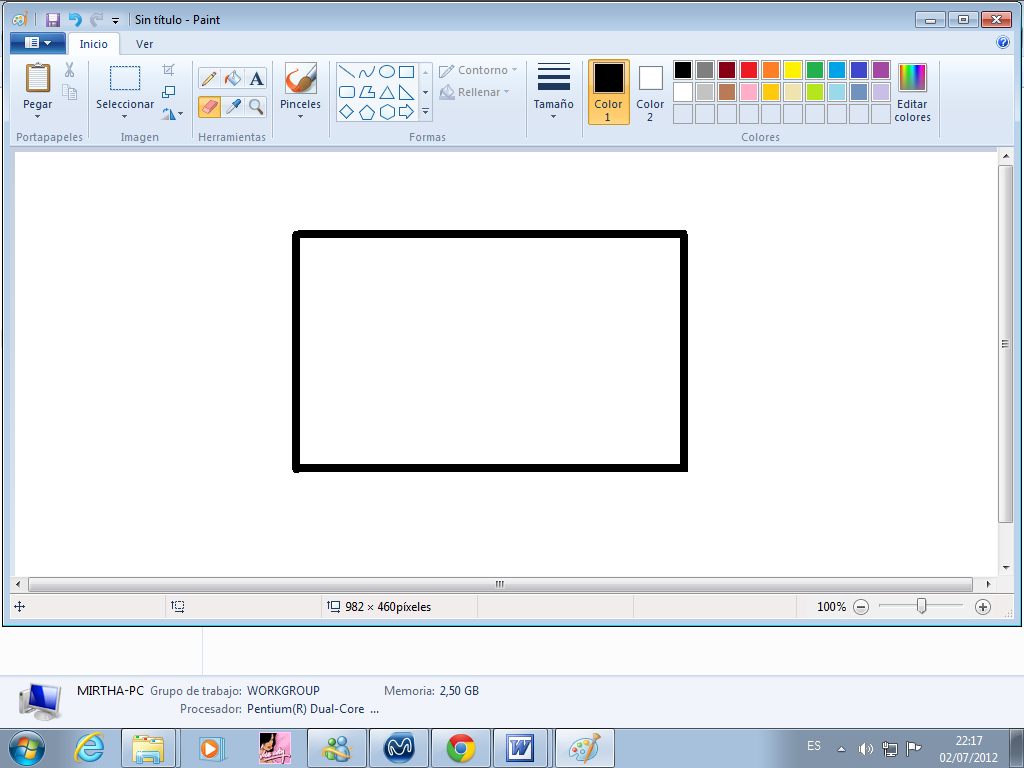 Sin título - Paint
Inicio Ver
Pegar
Seleccionar
A
Pinceles
Contorno
Rellenar
Tamaño
Color
1
Color
2
Editar
colores
Portapapeles Imagen Herramientas Formas Colores
982 × 460píxeles 100%
MIRTHA-PC Grupo de trabajo: WORKGROUP Memoria: 2,50 GB
Procesador: Pentium(R) Dual-Core ...
W
ES
22:17
02/07/2012